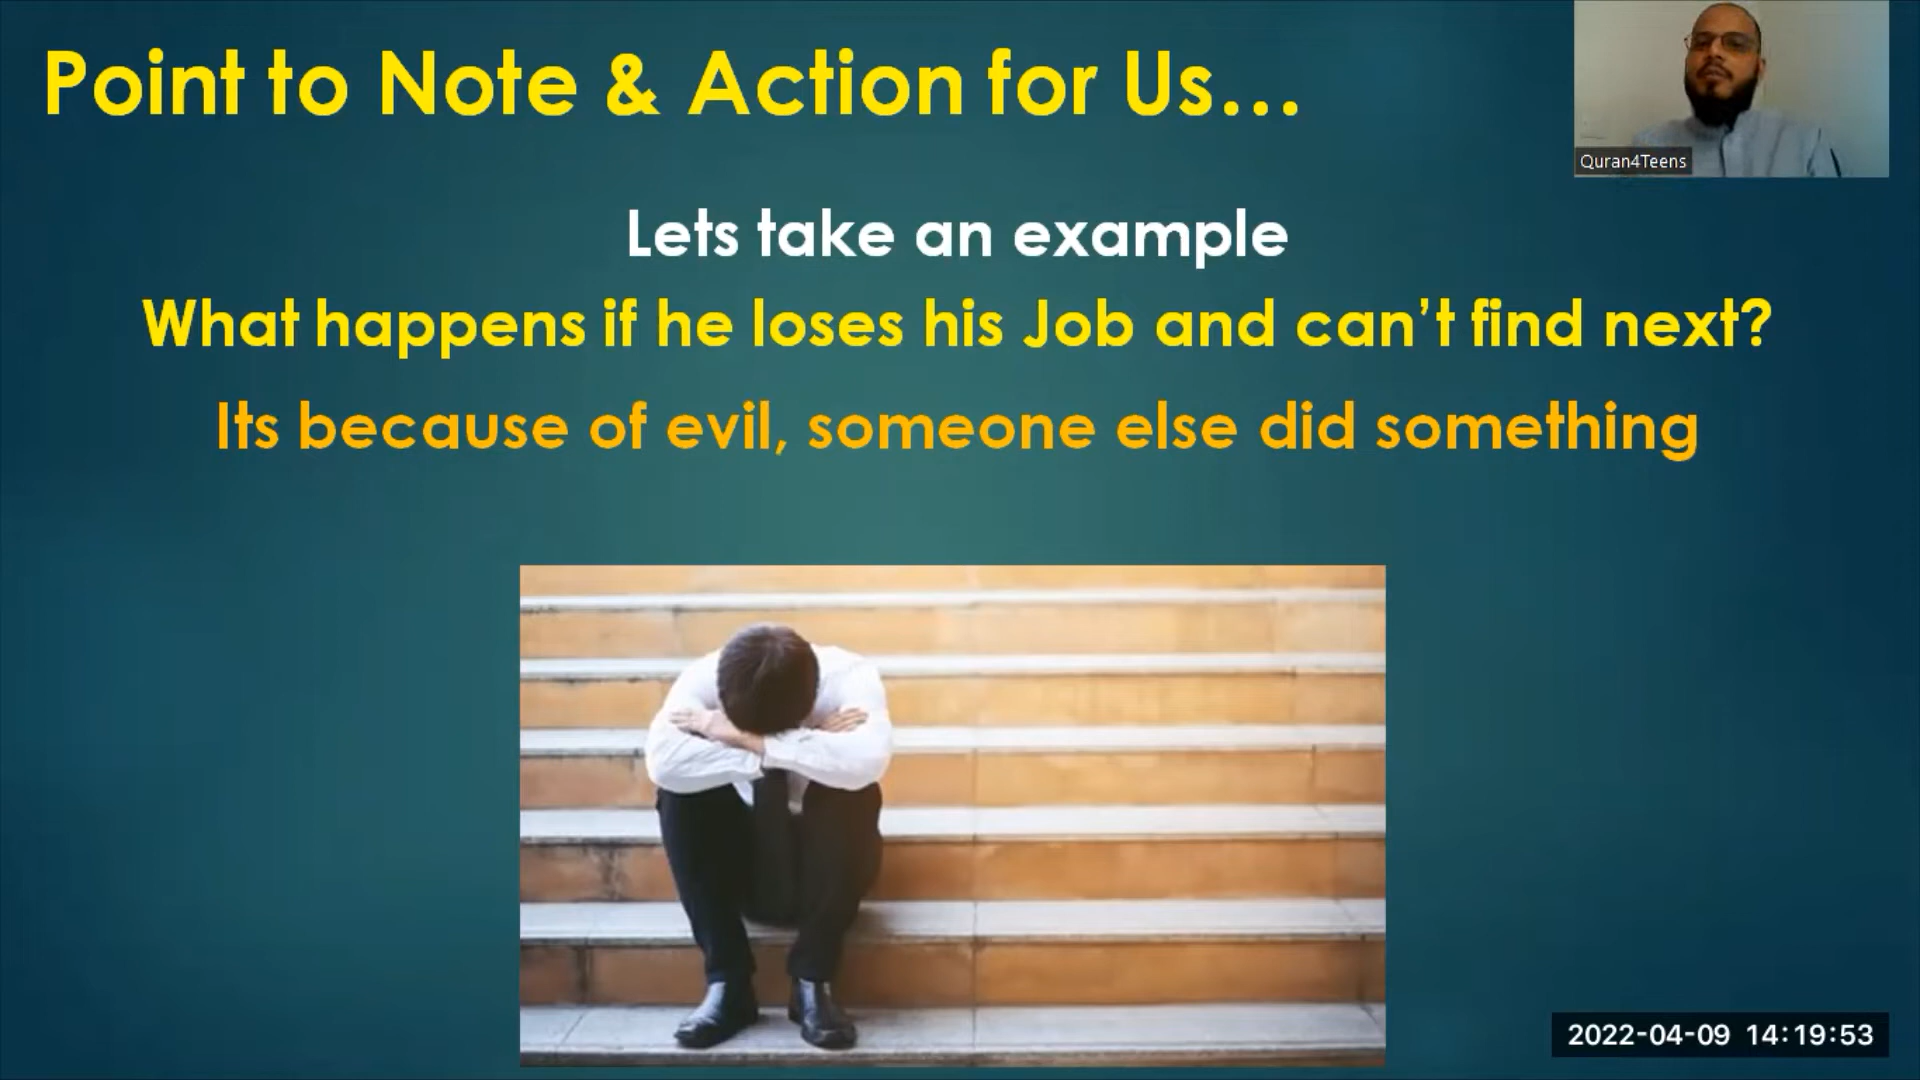 Point to Note & Action for Us...
Quran4Teens
Lets take an example
What happens if he loses his Job and can't find next?
Its because of evil, someone else did something
2022-04-09 14:19:53